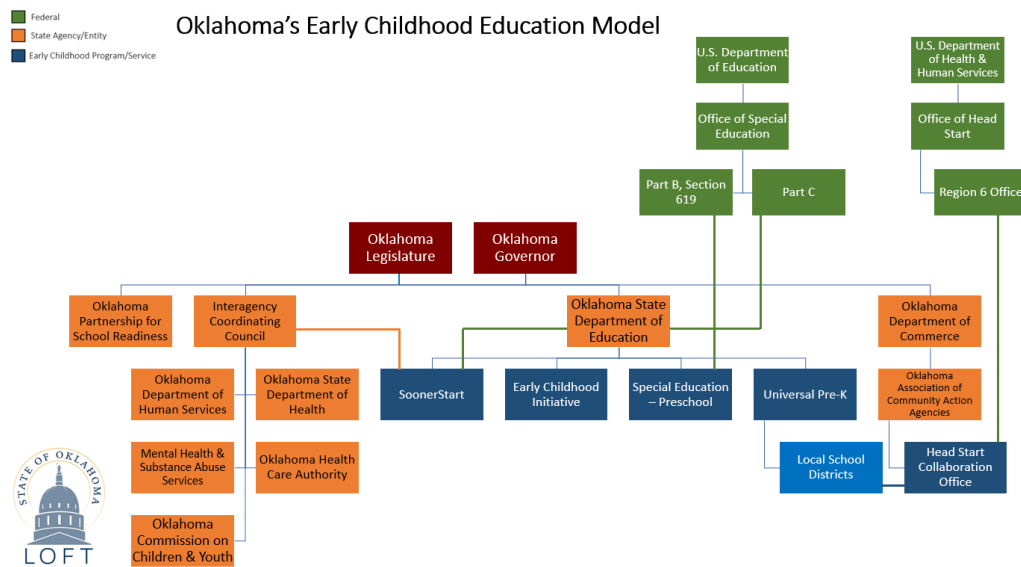 Federal
State Agency/Entity
Early Childhood Program/Service
Oklahoma’s Early Childhood Education Model
U.S. Department
of Education
U.S. Department
of Health &
Human Services
Office of Special
Education
Office of Head
Start
Part B, Section
619
Part C
Region 6 Office
Oklahoma
Legislature
Oklahoma
Governor
Oklahoma
Partnership for
School Readiness
Interagency
Coordinating
Council
Oklahoma State
Department of
Education
Oklahoma
Department of
Commerce
Oklahoma
Department of
Human Services
Oklahoma State
Department of
Health
SoonerStart
Early Childhood
Initiative
Special Education
– Preschool
Universal Pre-K
Oklahoma
Association of
Community Action
Agencies
Mental Health &
Substance Abuse
Services
Oklahoma Health
Care Authority
Local School
Districts
Head Start
Collaboration
Office
Oklahoma
Commission on
Children & Youth
STATE OF OKLAHOMA
LOFT